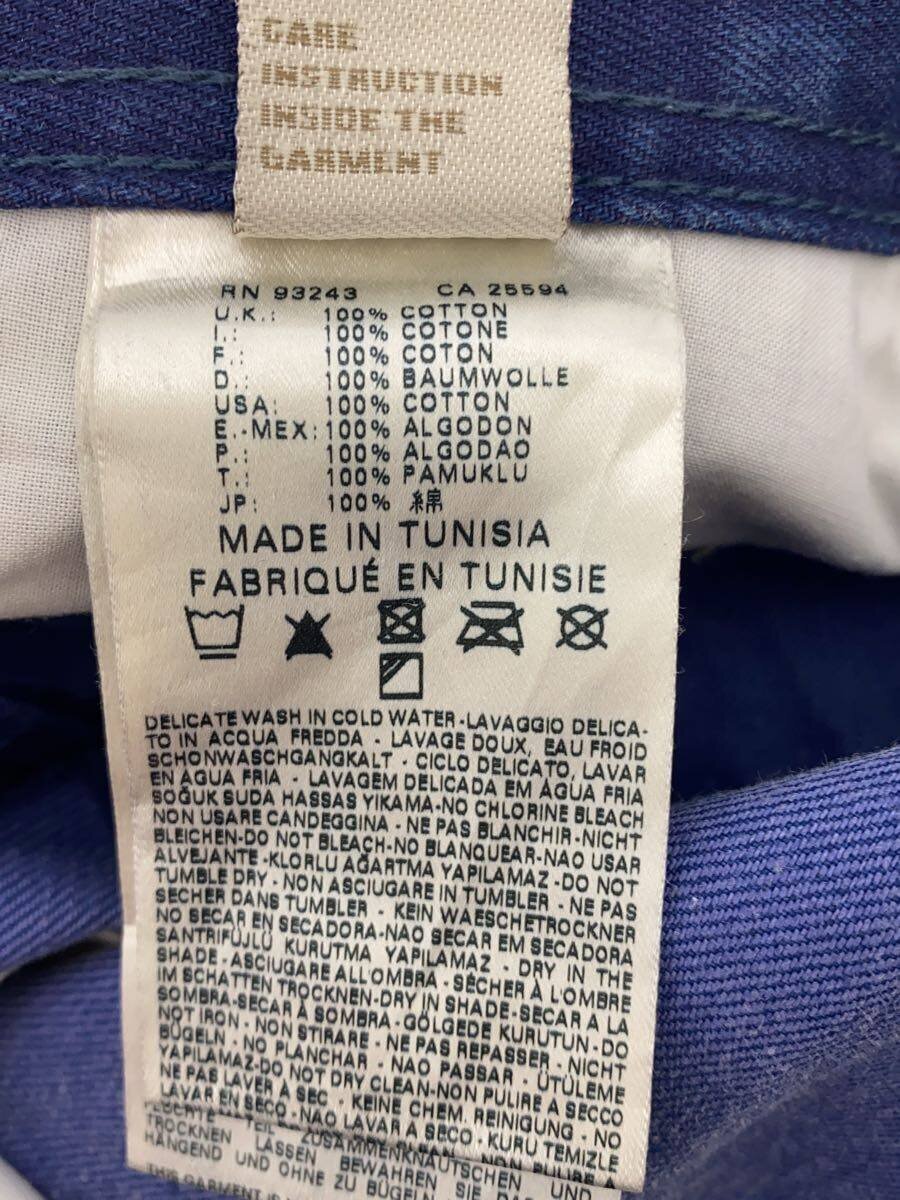 CARE
INSTRUCTION
INSIDE THE
GARMENT
RN 93243 CA 25594
U.K.: 100% COTTON
I.: 100% COTONE
F.: 100% COTON
D.: 100% BAUMWOLLE
USA: 100% COTTON
E.-MEX: 100% ALGODON
P.: 100% ALGODAO
T.: 100% PAMUKLU
JP: 100% 綿
MADE IN TUNISIA
FABRIQUÉ EN TUNISIE
DELICATE WASH IN COLD WATER-LAVAGGIO DELICA-
TO IN ACQUA FREDDA - LAVAGE DOUX, EAU FROID
SCHONWASCHGANGKALT - CICLO DELICATO, LAVAR
EN AGUA FRIA - LAVAGEM DELICADA EM ÁGUA FRIA
SOĞUK SUDA HASSAS YIKAMA-NO CHLORINE BLEACH
NON USARE CANDEGGINA - NE PAS BLANCHIR-NICHT
BLEICHEN-DO NOT BLEACH-NO BLANQUEAR-NAO USAR
ALVEJANTE -KLORLU AĞARTMA YAPILAMAZ -DO NOT
TUMBLE DRY - NON ASCIUGARE IN TUMBLER - NE PAS
SECHER DANS TUMBLER - KEIN WAESCHETROCKNER
NO SECAR EN SECADORA-NAO SECAR EM SECADORA
SANTRIFÜJLÜ KURUTMA YAPILAMAZ - DRY IN THE
SHADE - ASCIUGARE ALL'OMBRA - SÈCHER À L'OMBRE
IM SCHATTEN TROCKNEN-DRY IN SHADE-SECAR A LA
SOMBRA-SECAR À SOMBRA-GÖLGEDE KURUTUN-DO
NOT IRON - NON STIRARE - NE PAS REPASSER - NICHT
BÜGELN - NO PLANCHAR - NAO PASSAR - ÜTÜLEME
YAPILAMAZ-DO NOT DRY CLEAN-NON PULIRE A SECCO
NE PAS LAVER À SEC - KEINE CHEM. REINIGUNG - NO
LAVAR EN SECO-NAO LAVAR A SECO-KURU TEMIZLE
TEIL ZUSAMMENKNAUTSCHEN UND
TROCKNEN LASSEN BEWAHREN SIE
HÄNGEND UND OHNE ZU BÜGELN
THIS GARMENT IS